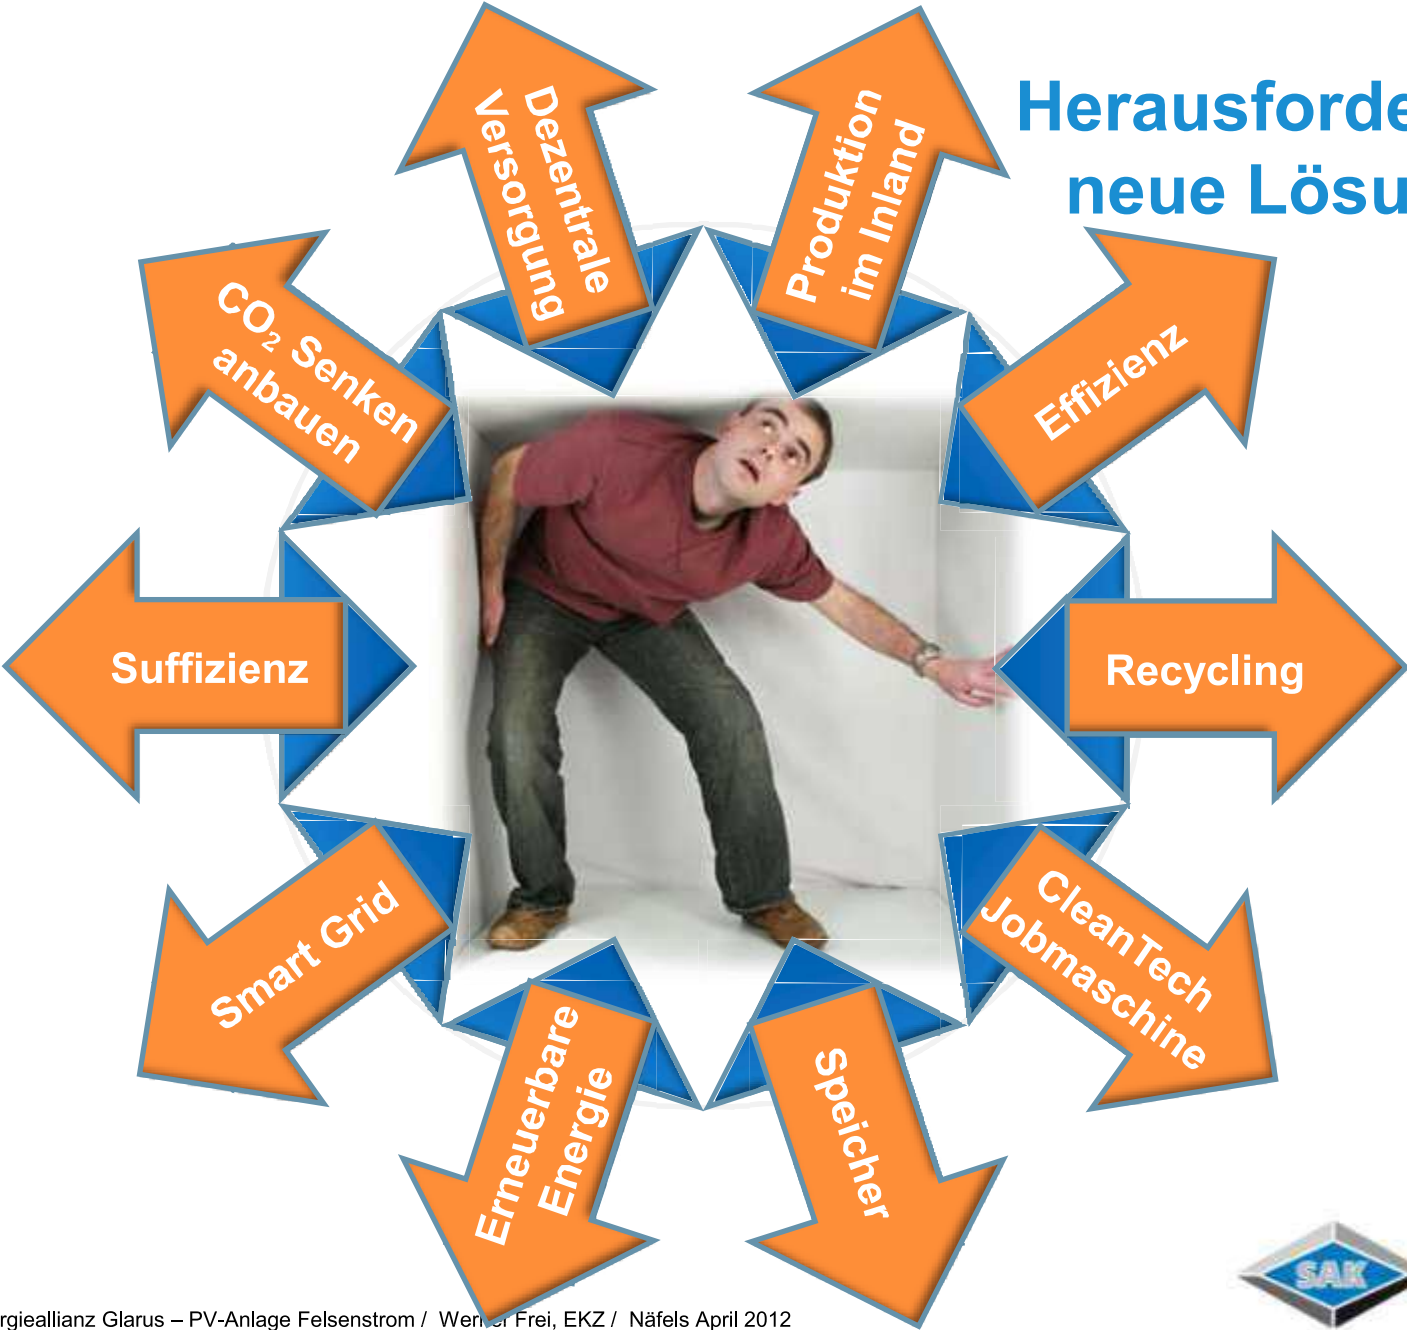 Herausforde
neue Lösu
Dezentrale
Versorgung
Produktion
im Inland
CO₂ Senken
anbauen
Effizienz
Suffizienz
Recycling
Smart Grid
CleanTech
Jobmaschine
Erneuerbare
Energie
Speicher
SAK
rgieallianz Glarus – PV-Anlage Felsenstrom / Werner Frei, EKZ / Näfels April 2012